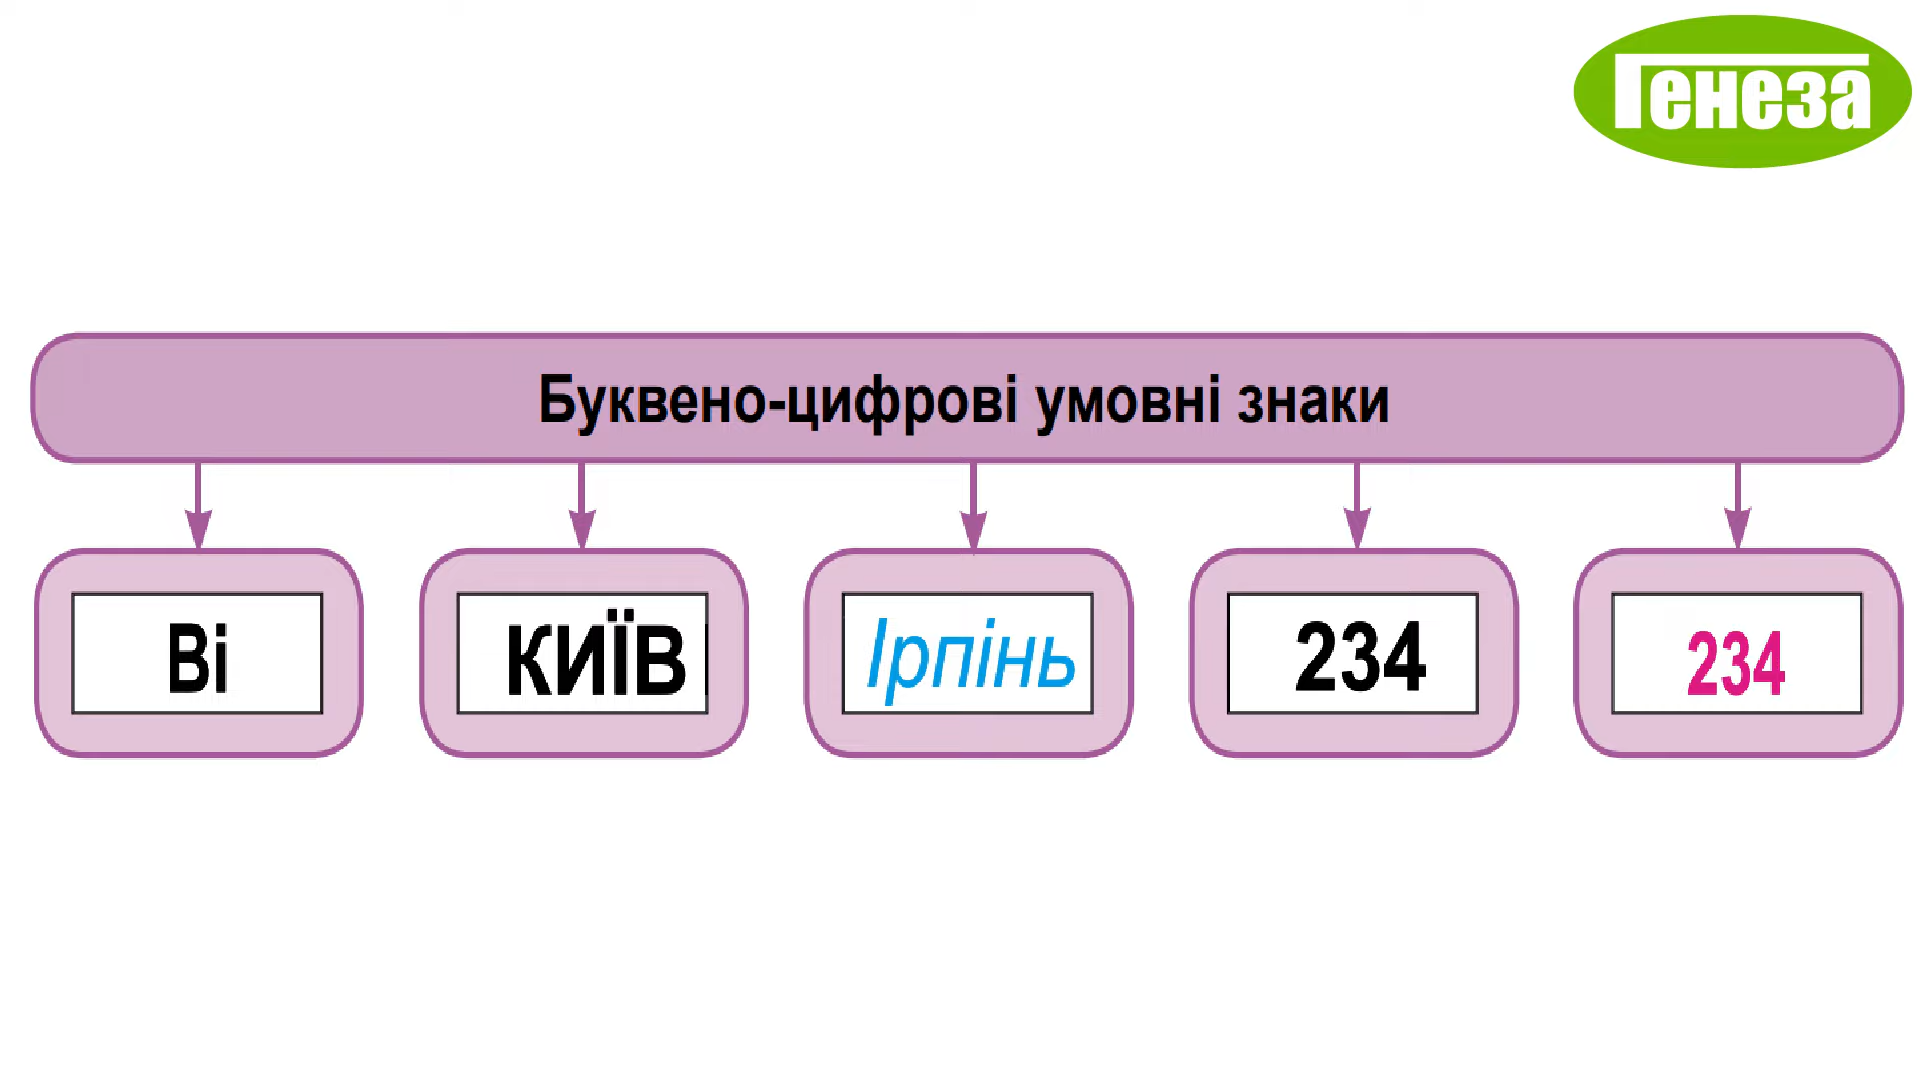 Генеза
Буквено-цифрові умовні знаки
Ві
КИЇВ
Ірпінь
234
234